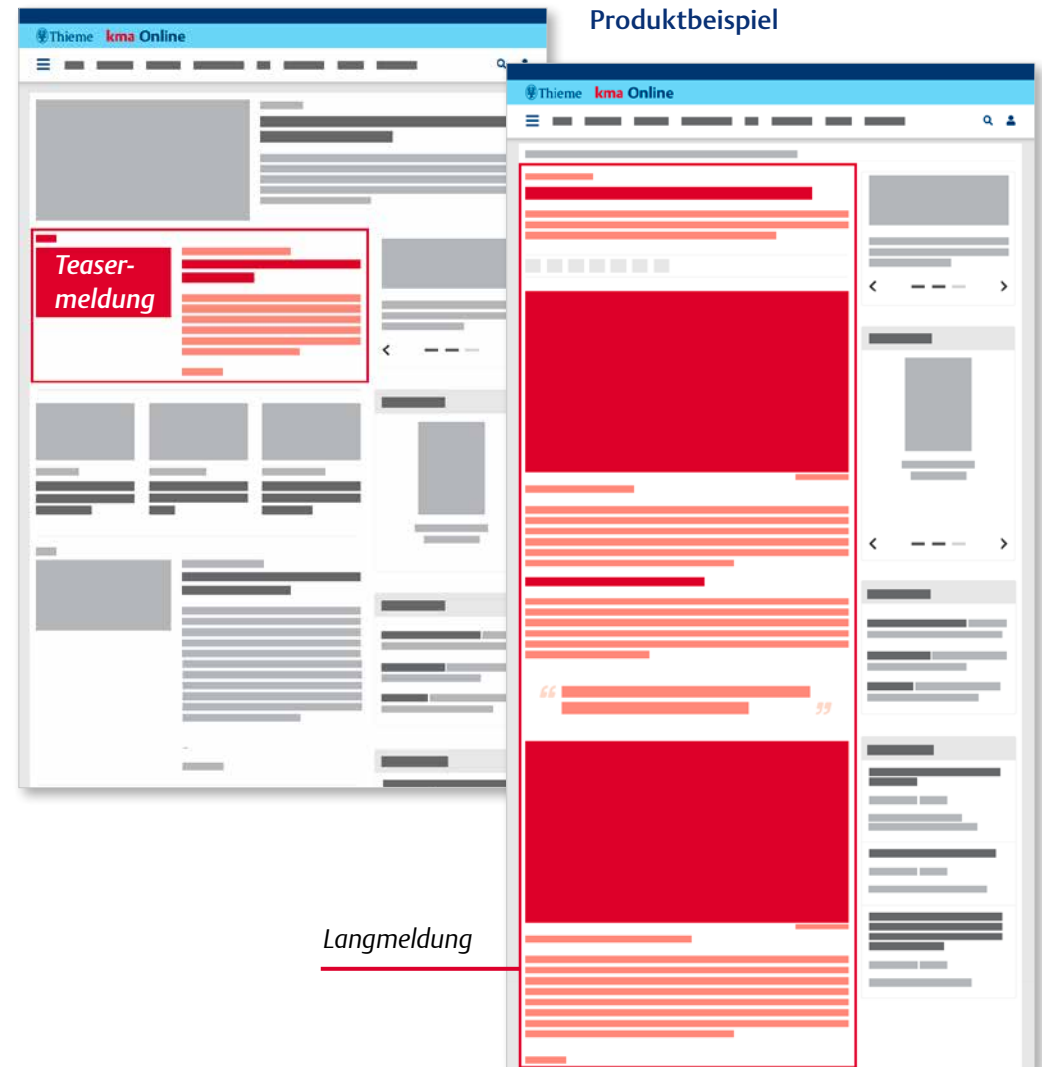 Produktbeispiel
Thieme kma Online
Thieme kma Online
Teaser-
meldung
Langmeldung
“
”